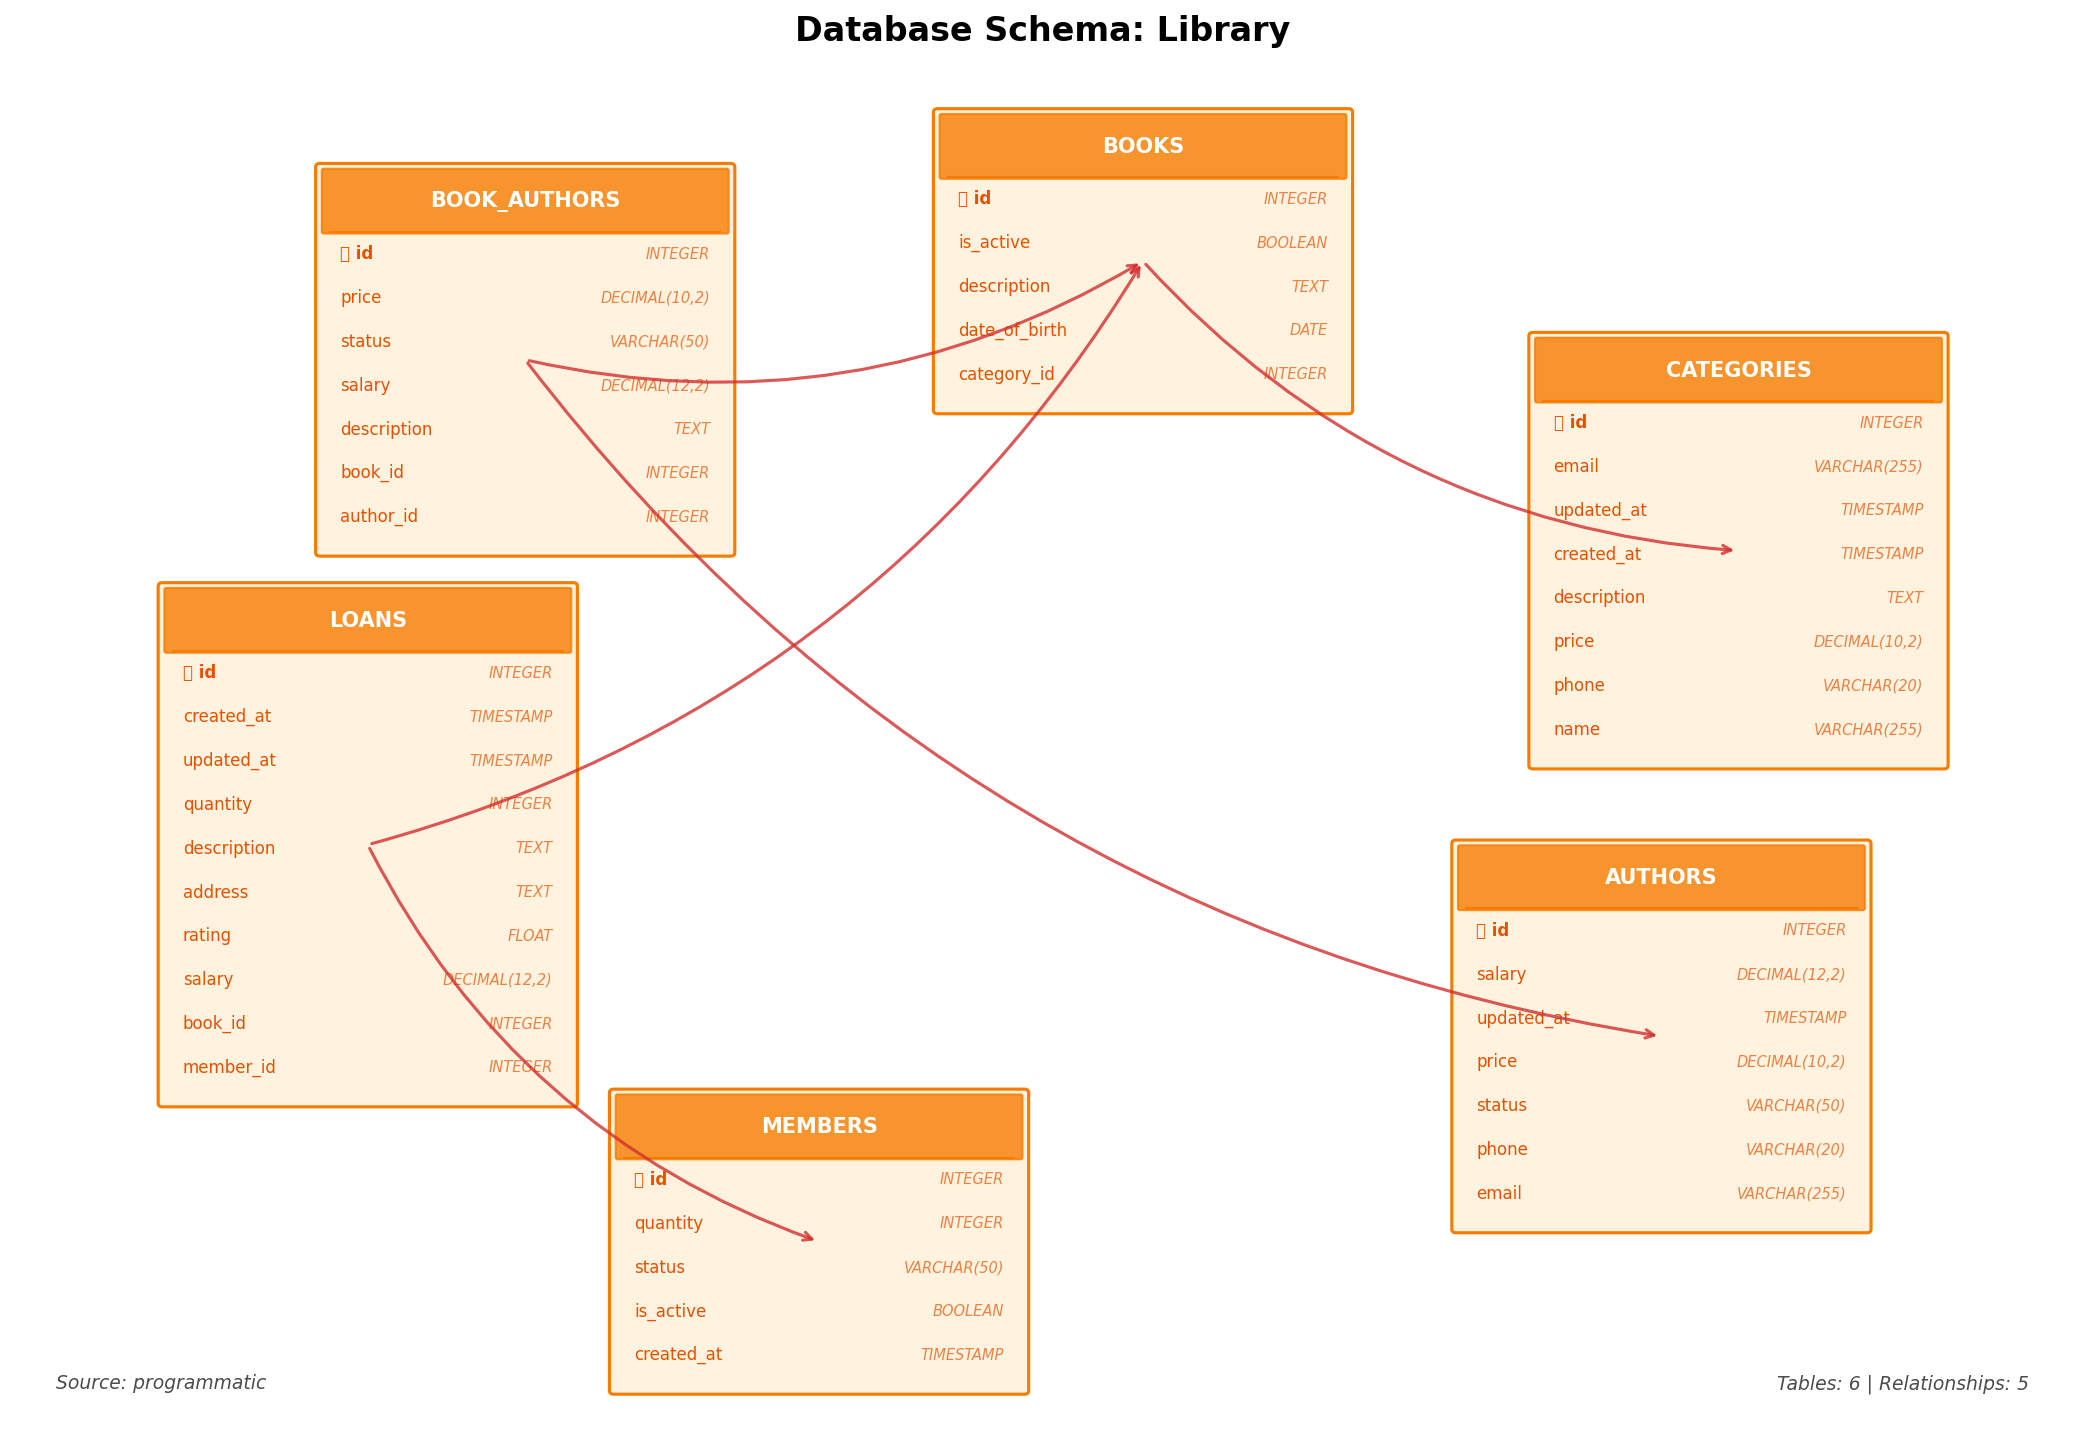 Database Schema: Library
BOOK_AUTHORS
id INTEGER
price DECIMAL(10,2)
status VARCHAR(50)
salary DECIMAL(12,2)
description TEXT
book_id INTEGER
author_id INTEGER
BOOKS
id INTEGER
is_active BOOLEAN
description TEXT
date_of_birth DATE
category_id INTEGER
CATEGORIES
id INTEGER
email VARCHAR(255)
updated_at TIMESTAMP
created_at TIMESTAMP
description TEXT
price DECIMAL(10,2)
phone VARCHAR(20)
name VARCHAR(255)
LOANS
id INTEGER
created_at TIMESTAMP
updated_at TIMESTAMP
quantity INTEGER
description TEXT
address TEXT
rating FLOAT
salary DECIMAL(12,2)
book_id INTEGER
member_id INTEGER
AUTHORS
id INTEGER
salary DECIMAL(12,2)
updated_at TIMESTAMP
price DECIMAL(10,2)
status VARCHAR(50)
phone VARCHAR(20)
email VARCHAR(255)
MEMBERS
id INTEGER
quantity INTEGER
status VARCHAR(50)
is_active BOOLEAN
created_at TIMESTAMP
Source: programmatic
Tables: 6 | Relationships: 5